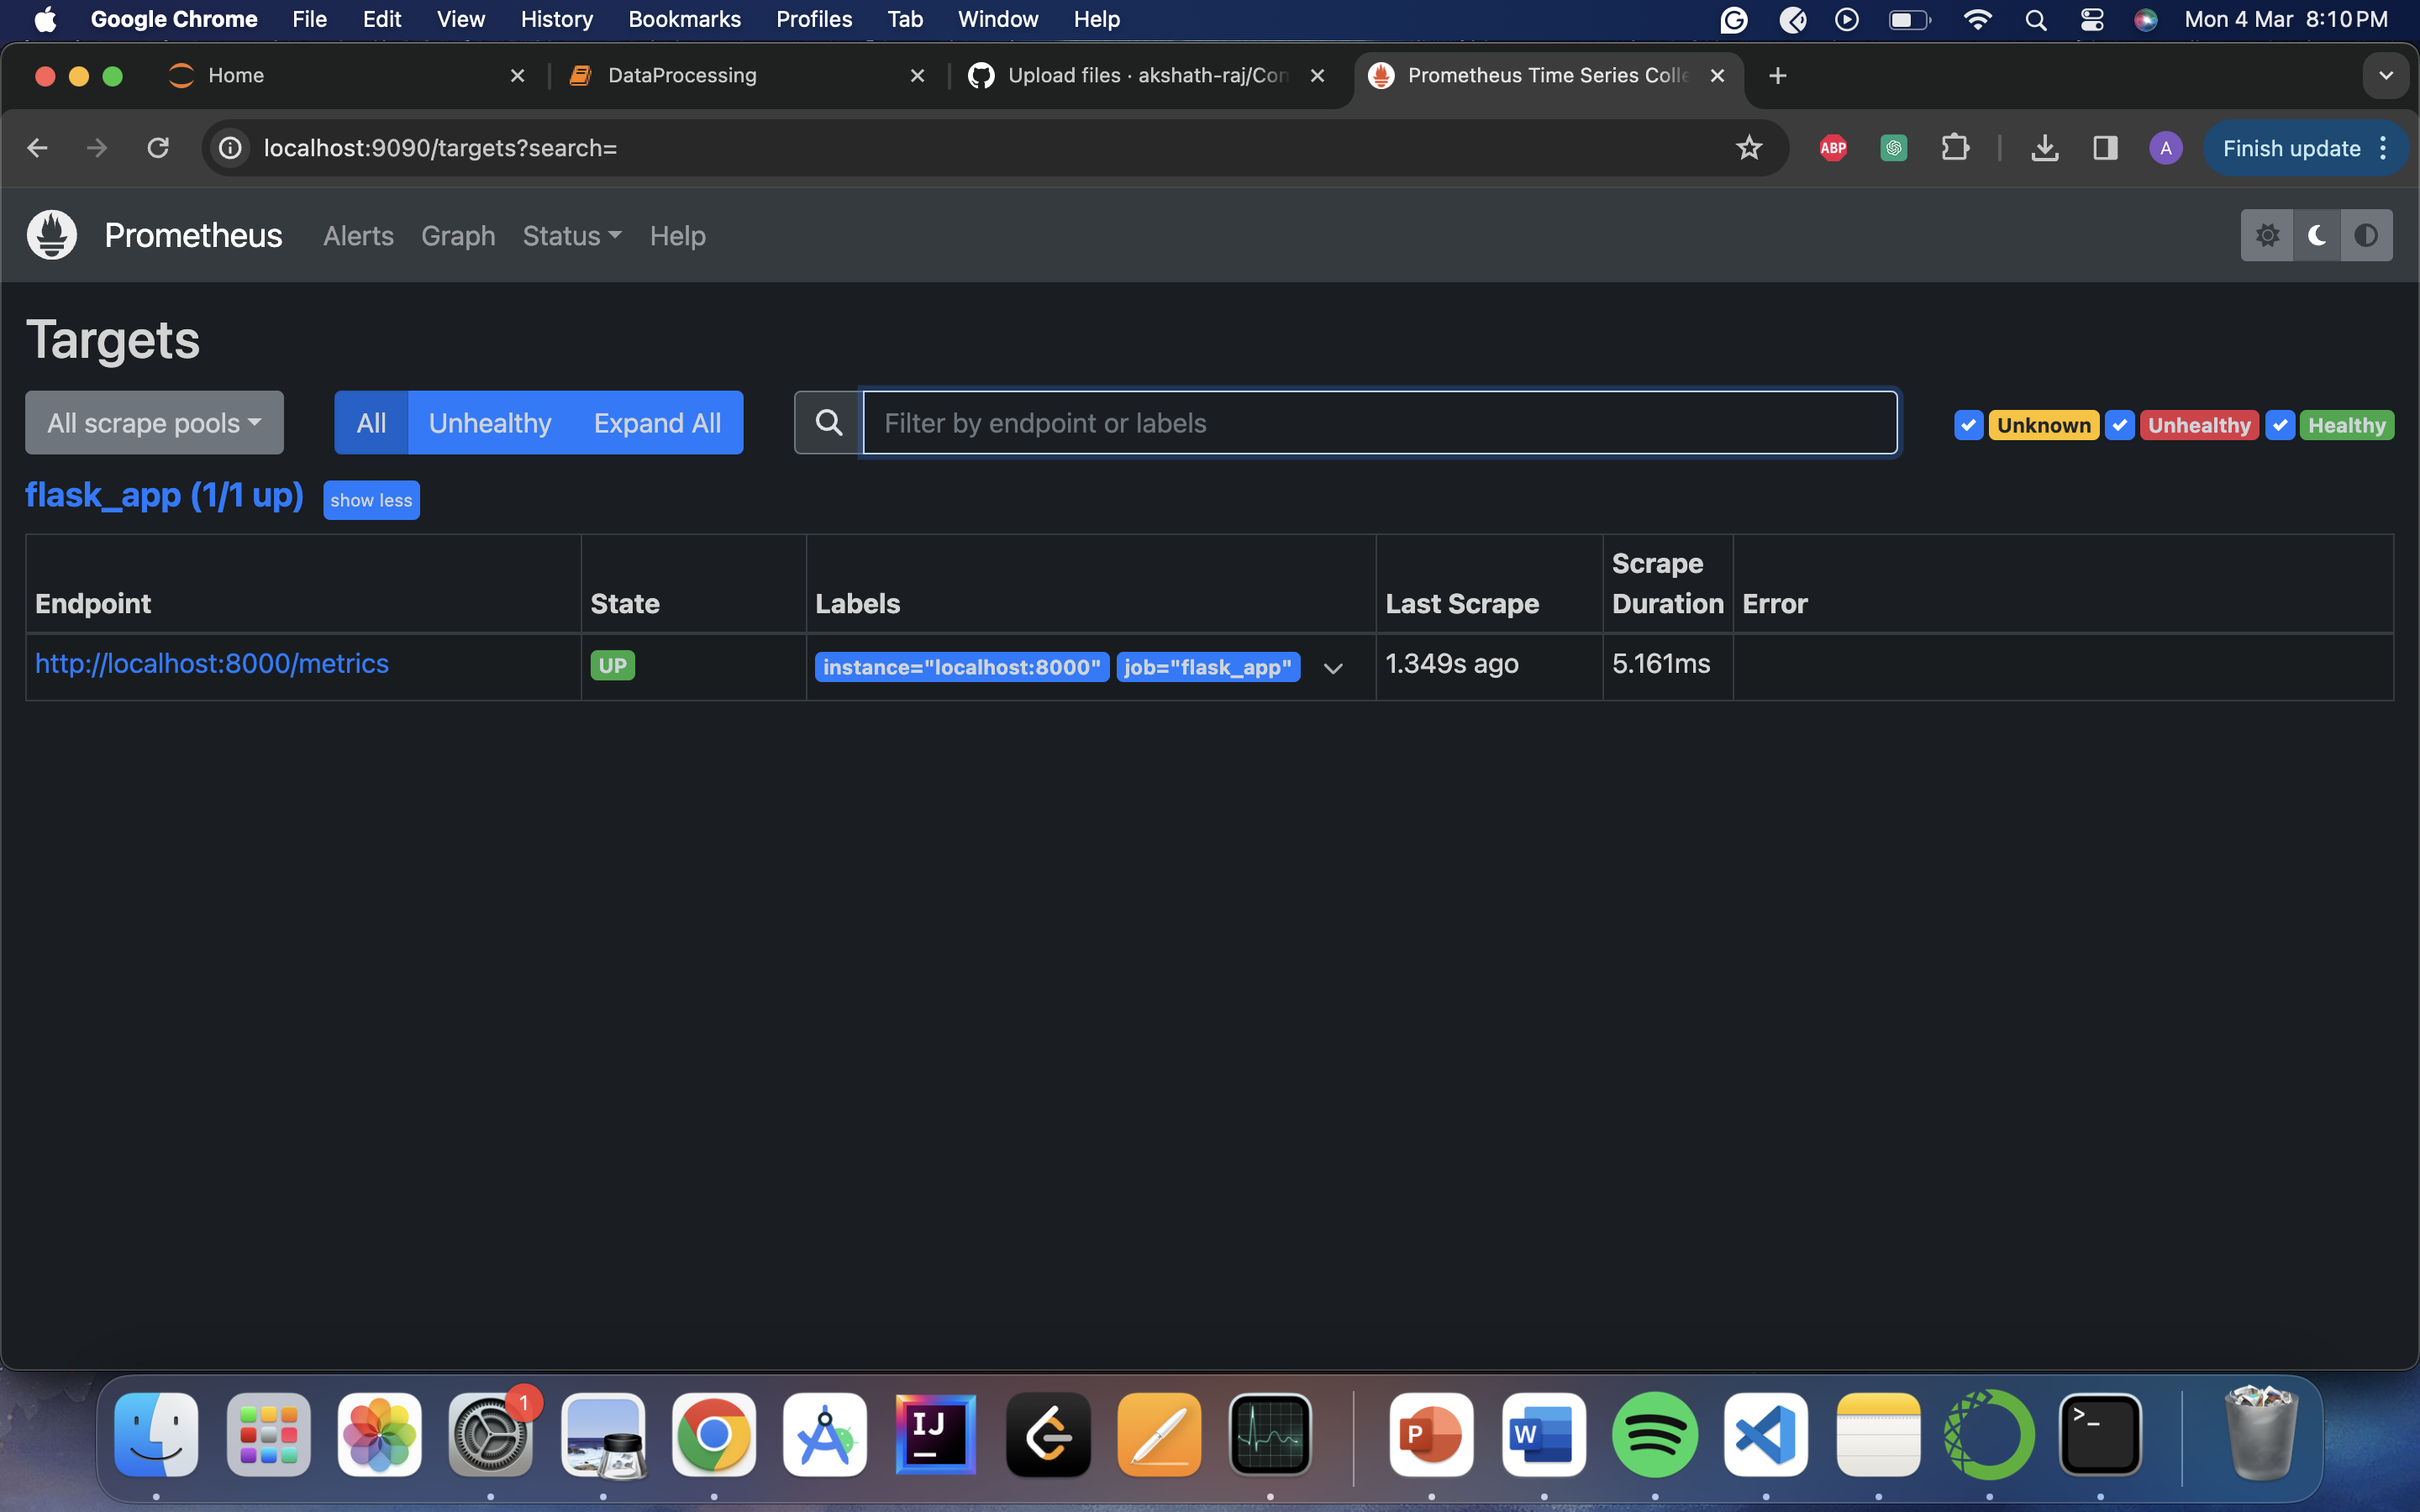 Google Chrome File Edit View History Bookmarks Profiles Tab Window Help Mon 4 Mar 8:10 PM
Home DataProcessing Upload files · akshath-raj/Con Prometheus Time Series Colle
localhost:9090/targets?search= ABP A Finish update
Prometheus Alerts Graph Status Help
Targets
All scrape pools All Unhealthy Expand All Filter by endpoint or labels Unknown Unhealthy Healthy
flask_app (1/1 up) show less
Endpoint State Labels Last Scrape Scrape Duration Error
http://localhost:8000/metrics UP instance="localhost:8000" job="flask_app" 1.349s ago 5.161ms
1
IJ P W >_